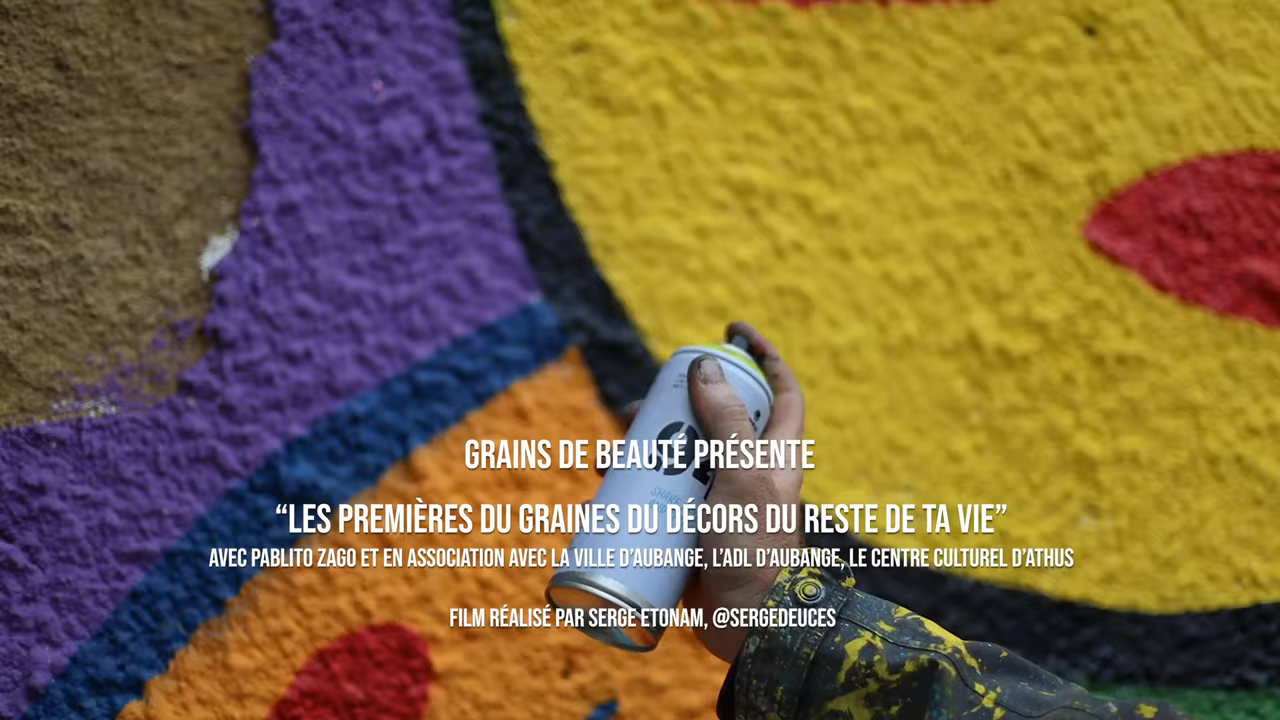 GRAINS DE BEAUTÉ PRÉSENTE
“LES PREMIÈRES DU GRAINES DU DÉCORS DU RESTE DE TA VIE”
AVEC PABLITO ZAGO ET EN ASSOCIATION AVEC LA VILLE D’AUBANGE, L’ADL D’AUBANGE, LE CENTRE CULTUREL D’ATHUS
FILM RÉALISÉ PAR SERGE ETONAM, @SERGEDEUCES